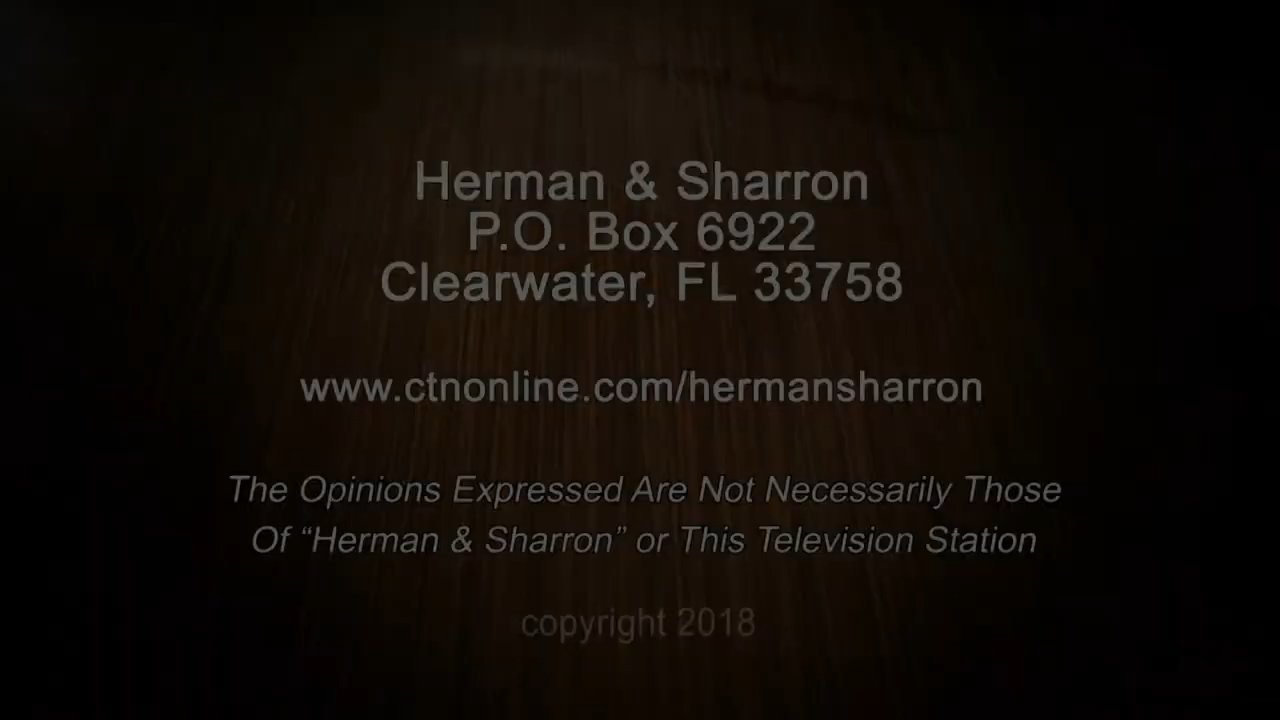 Herman & Sharron
P.O. Box 6922
Clearwater, FL 33758
www.ctnonline.com/hermansharron
The Opinions Expressed Are Not Necessarily Those
Of “Herman & Sharron” or This Television Station
copyright 2018